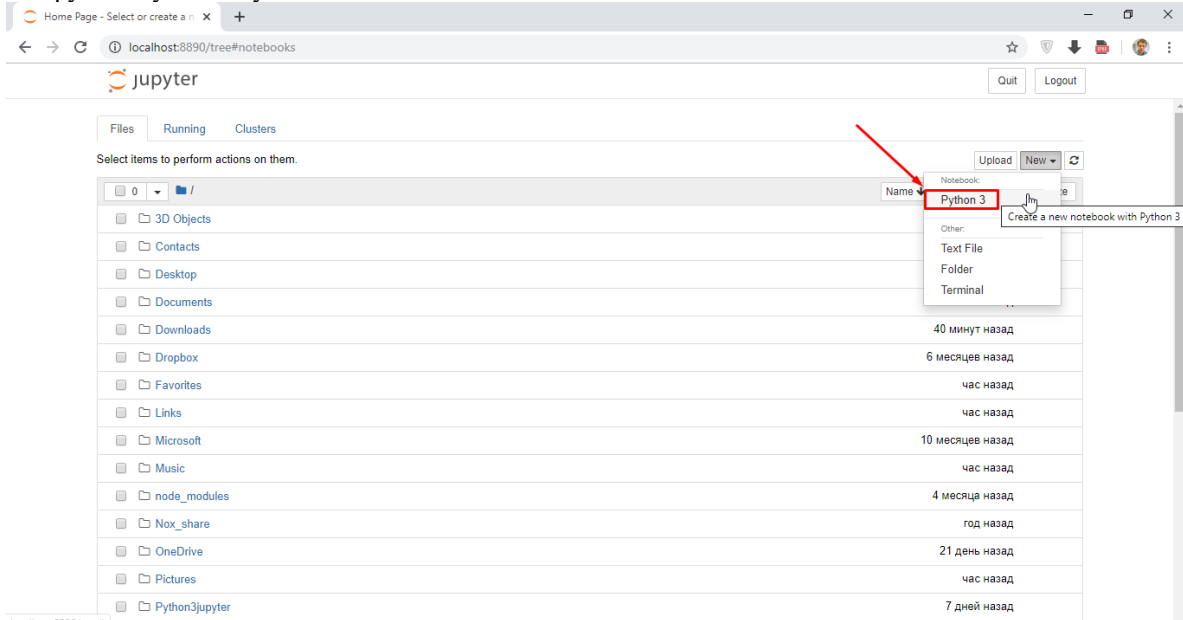 Home Page - Select or create a n
localhost:8890/tree#notebooks
jupyter
Quit Logout
Files Running Clusters
Select items to perform actions on them.
Upload New
0 /
Name
Notebook:
Python 3
Create a new notebook with Python 3
Other:
Text File
Folder
Terminal
3D Objects
Contacts
Desktop
Documents
Downloads 40 минут назад
Dropbox 6 месяцев назад
Favorites час назад
Links час назад
Microsoft 10 месяцев назад
Music час назад
node_modules 4 месяца назад
Nox_share год назад
OneDrive 21 день назад
Pictures час назад
Python3jupyter 7 дней назад